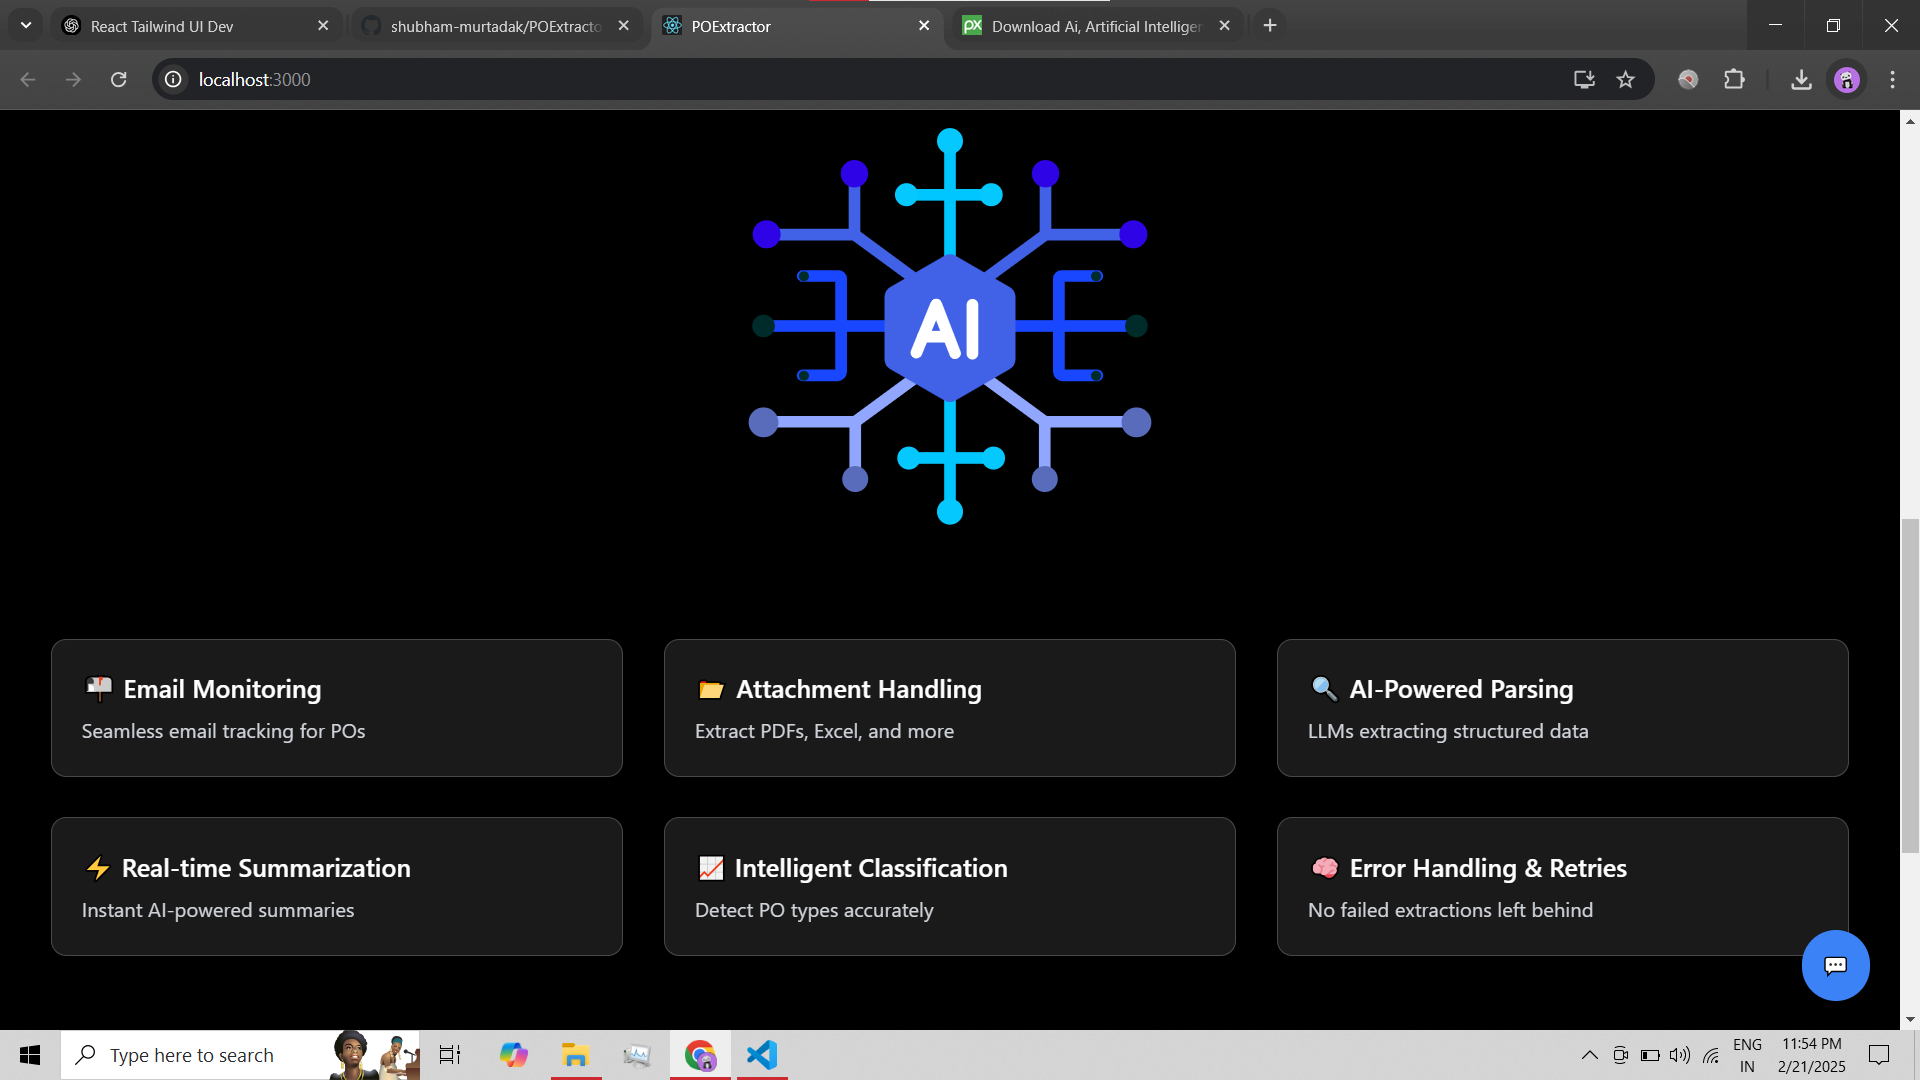 React Tailwind UI Dev
shubham-murtadak/POExtracto
POExtractor
Download Ai, Artificial Intelliger
localhost:3000
AI
📬 Email Monitoring
Seamless email tracking for POs
📂 Attachment Handling
Extract PDFs, Excel, and more
🔍 AI-Powered Parsing
LLMs extracting structured data
⚡ Real-time Summarization
Instant AI-powered summaries
📈 Intelligent Classification
Detect PO types accurately
🧠 Error Handling & Retries
No failed extractions left behind
Type here to search
ENG
IN
11:54 PM
2/21/2025